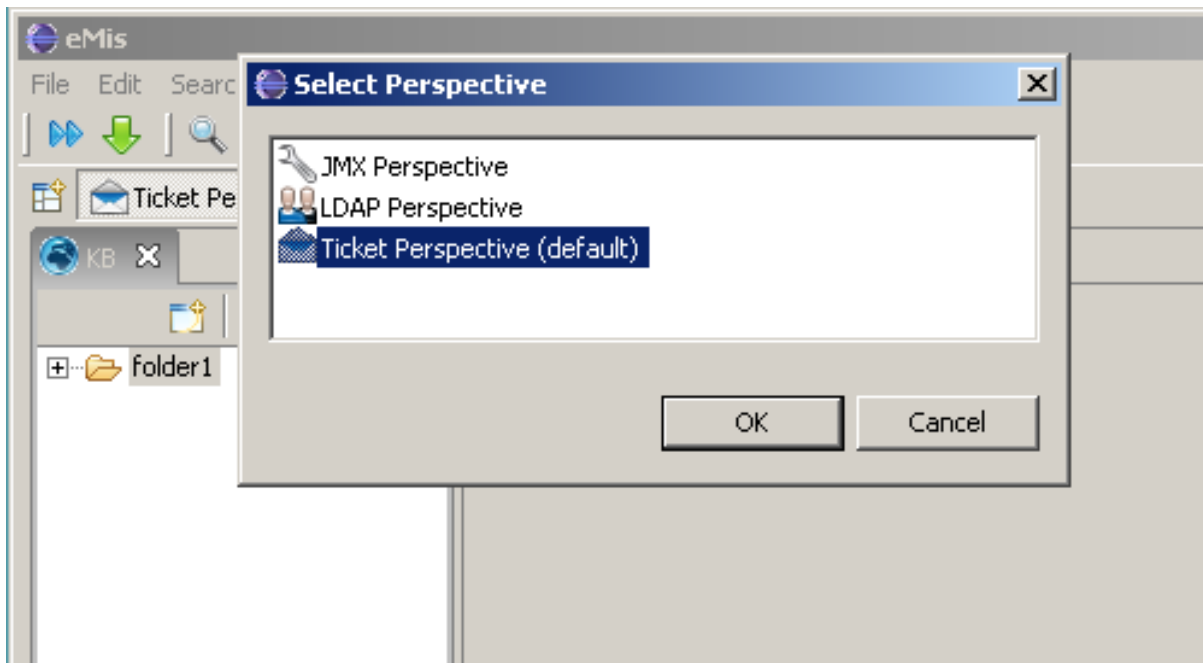 eMis
File Edit Searc
Select Perspective
JMX Perspective
LDAP Perspective
Ticket Perspective (default)
Ticket Pe
KB
folder1
OK Cancel